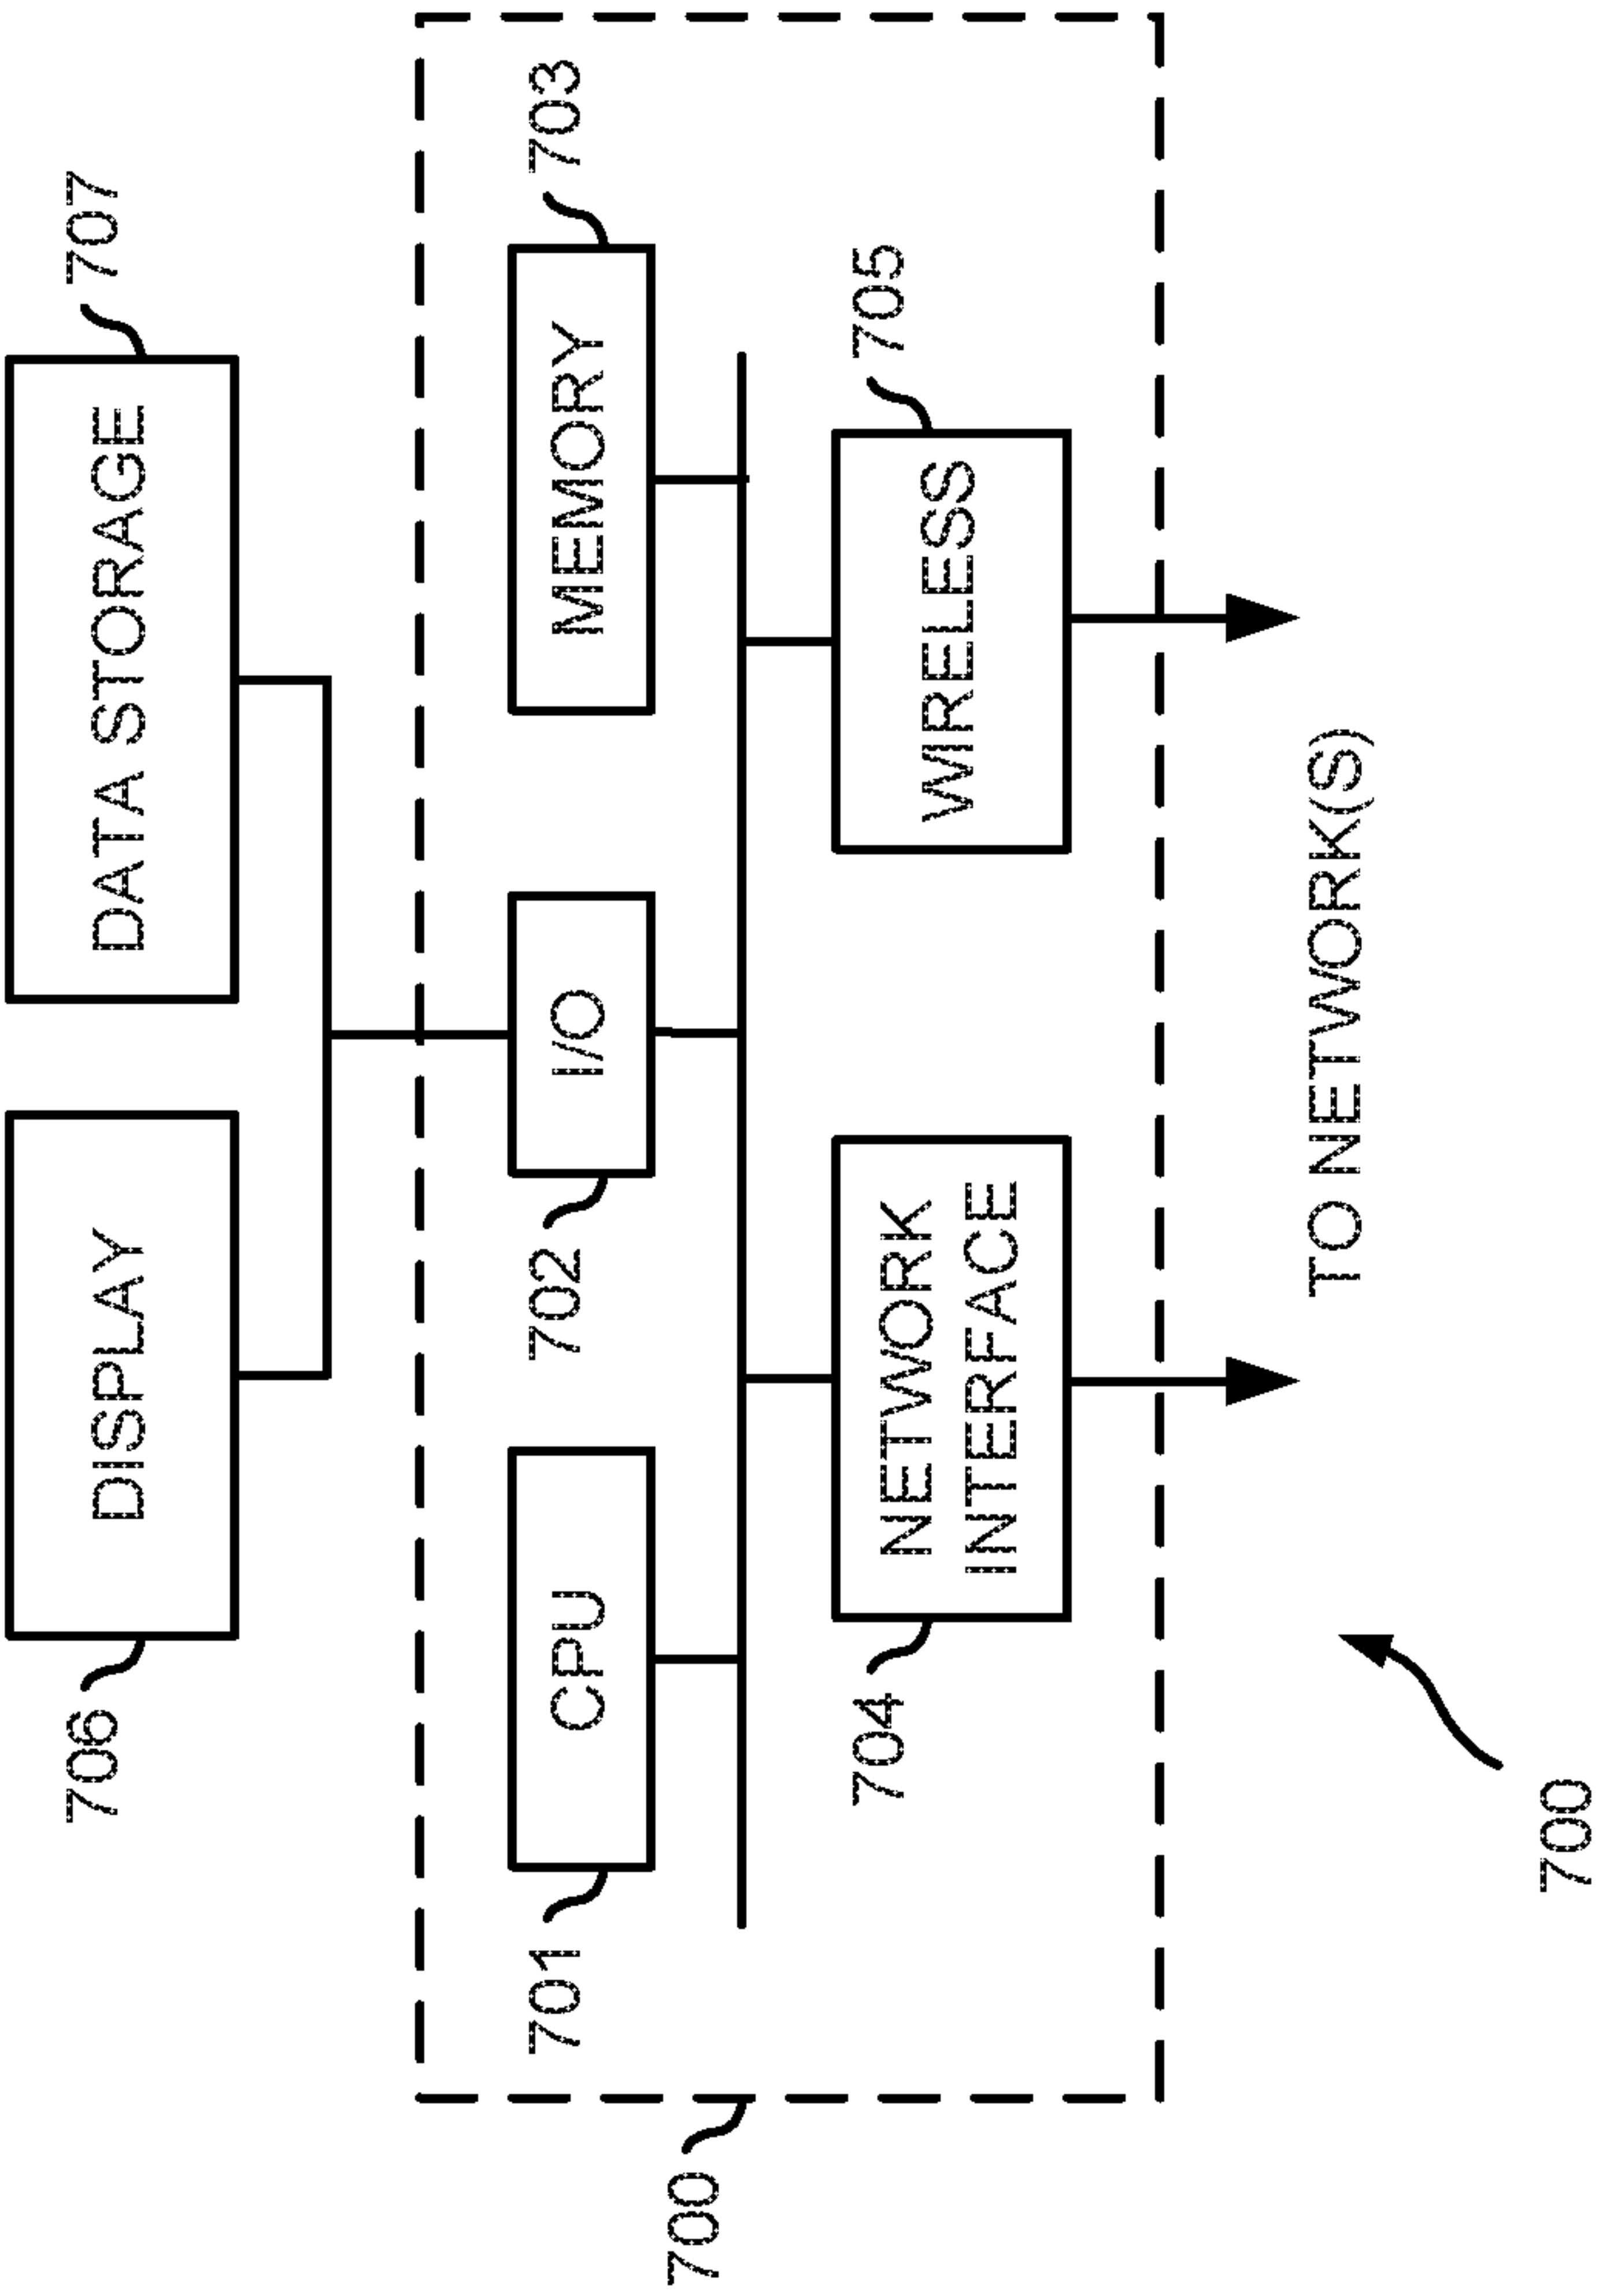 706
DISPLAY
DATA STORAGE
707
700
701
CPU
702
I/O
MEMORY
703
704
NETWORK
INTERFACE
WIRELESS
705
TO NETWORK(S)
700